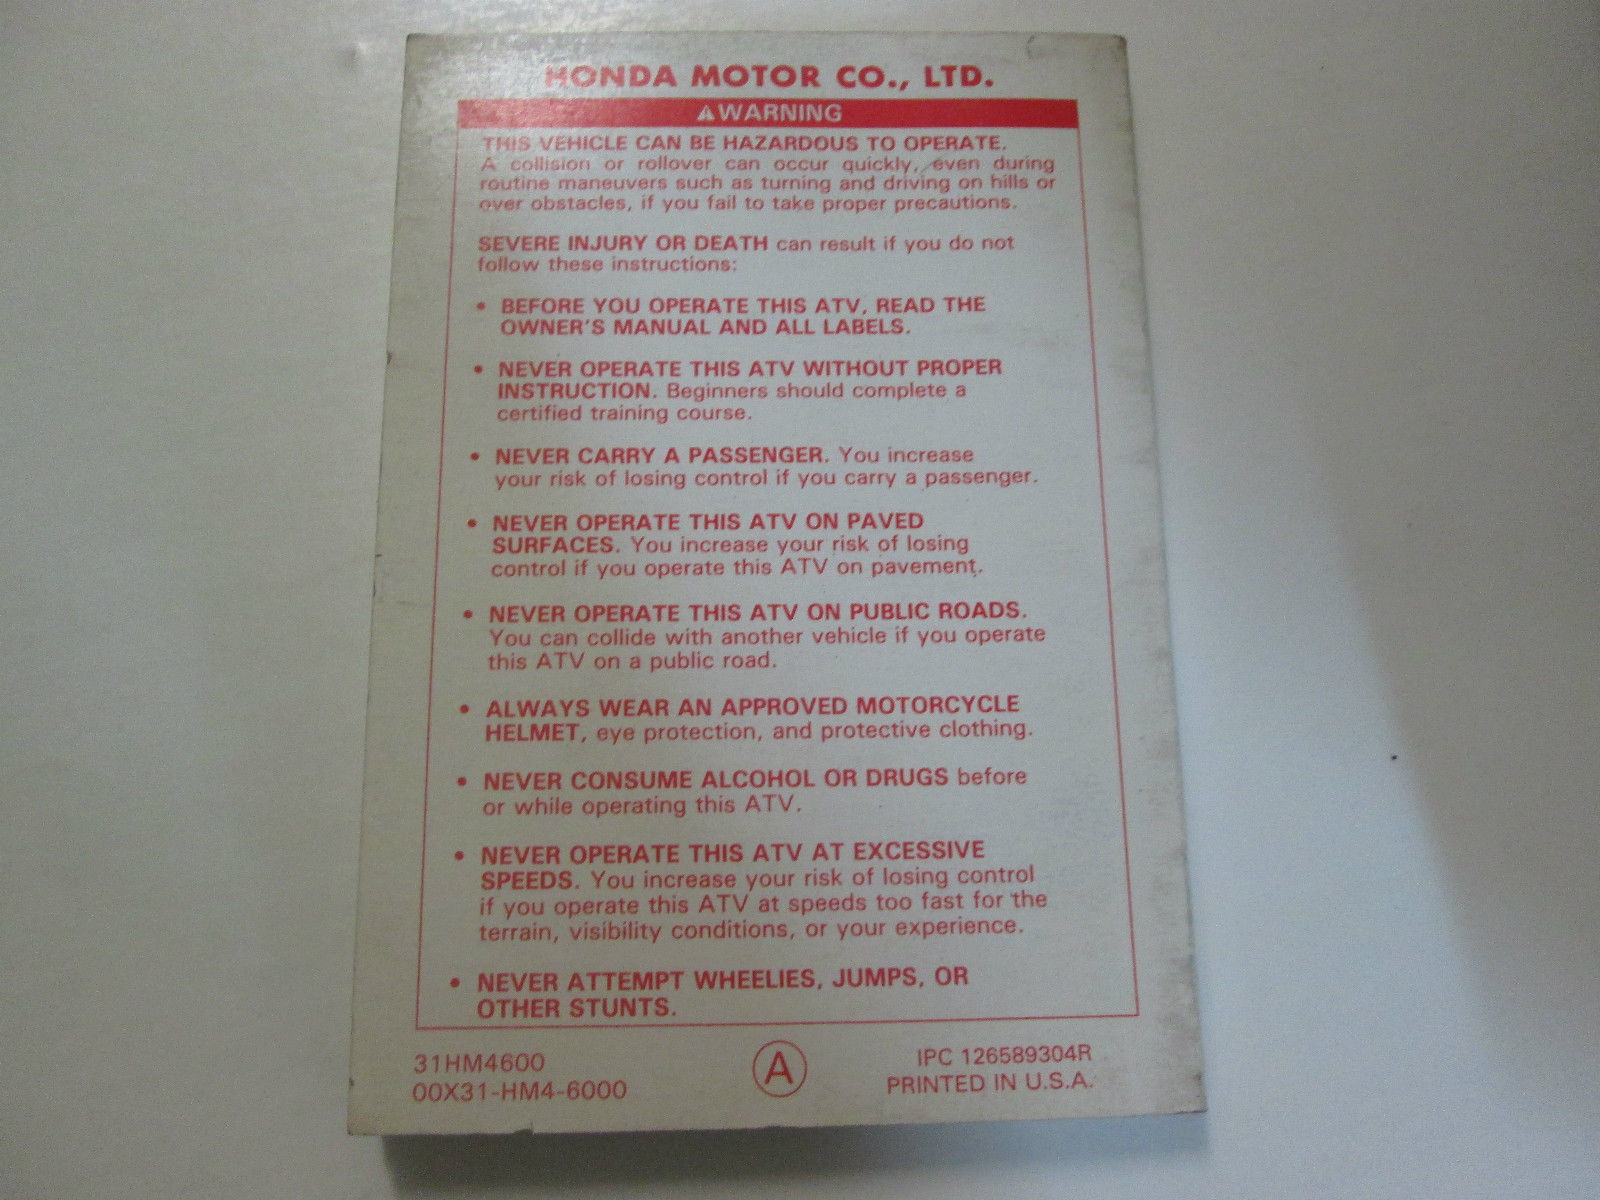 HONDA MOTOR CO., LTD.
⚠WARNING
THIS VEHICLE CAN BE HAZARDOUS TO OPERATE.
A collision or rollover can occur quickly, even during
routine maneuvers such as turning and driving on hills or
over obstacles, if you fail to take proper precautions.
SEVERE INJURY OR DEATH can result if you do not
follow these instructions:
• BEFORE YOU OPERATE THIS ATV, READ THE
OWNER'S MANUAL AND ALL LABELS.
• NEVER OPERATE THIS ATV WITHOUT PROPER
INSTRUCTION. Beginners should complete a
certified training course.
• NEVER CARRY A PASSENGER. You increase
your risk of losing control if you carry a passenger.
• NEVER OPERATE THIS ATV ON PAVED
SURFACES. You increase your risk of losing
control if you operate this ATV on pavement.
• NEVER OPERATE THIS ATV ON PUBLIC ROADS.
You can collide with another vehicle if you operate
this ATV on a public road.
• ALWAYS WEAR AN APPROVED MOTORCYCLE
HELMET, eye protection, and protective clothing.
• NEVER CONSUME ALCOHOL OR DRUGS before
or while operating this ATV.
• NEVER OPERATE THIS ATV AT EXCESSIVE
SPEEDS. You increase your risk of losing control
if you operate this ATV at speeds too fast for the
terrain, visibility conditions, or your experience.
• NEVER ATTEMPT WHEELIES, JUMPS, OR
OTHER STUNTS.
31HM4600
00X31-HM4-6000
A
IPC 126589304R
PRINTED IN U.S.A.